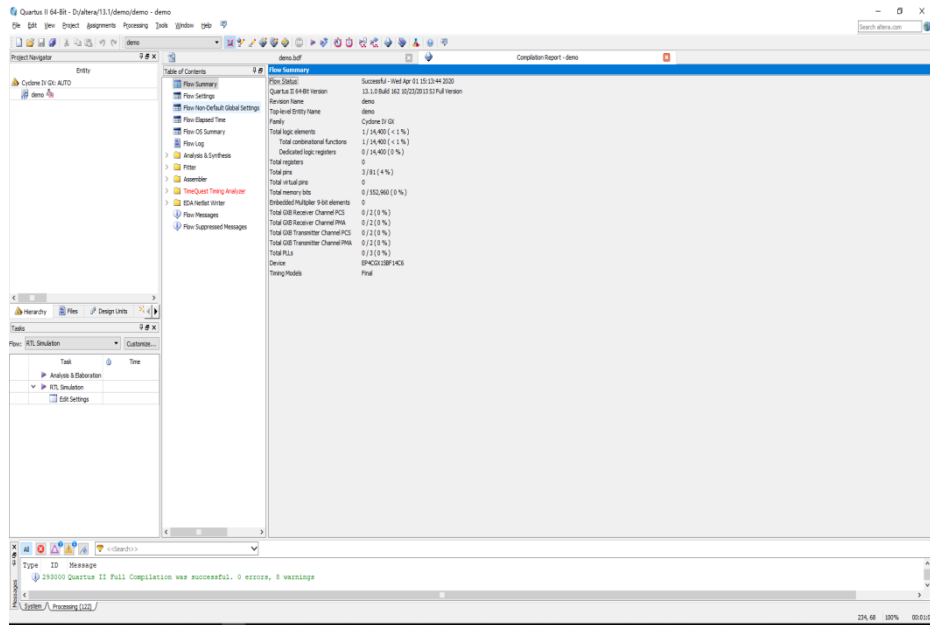 Quartus II 64-Bit - D:/altera/13.1/demo/demo - demo
File Edit View Project Assignments Processing Tools Window Help
Search altera.com
demo
Project Navigator
Entity
Cyclone IV GX: AUTO
demo
Hierarchy Files Design Units
Tasks
Flow: RTL Simulation Customize...
Task Time
Analysis & Elaboration
RTL Simulation
Edit Settings
demo.bdf Compilation Report - demo
Table of Contents
Flow Summary
Flow Settings
Flow Non-Default Global Settings
Flow Elapsed Time
Flow OS Summary
Flow Log
Analysis & Synthesis
Fitter
Assembler
TimeQuest Timing Analyzer
EDA Netlist Writer
Flow Messages
Flow Suppressed Messages
Flow Summary
Flow Status Successful - Wed Apr 01 15:13:44 2020
Quartus II 64-Bit Version 13.1.0 Build 162 10/23/2013 SJ Full Version
Revision Name demo
Top-level Entity Name demo
Family Cyclone IV GX
Total logic elements 1 / 14,400 ( < 1 % )
Total combinational functions 1 / 14,400 ( < 1 % )
Dedicated logic registers 0 / 14,400 ( 0 % )
Total registers 0
Total pins 3 / 81 ( 4 % )
Total virtual pins 0
Total memory bits 0 / 552,960 ( 0 % )
Embedded Multiplier 9-bit elements 0
Total GXB Receiver Channel PCS 0 / 2 ( 0 % )
Total GXB Receiver Channel PMA 0 / 2 ( 0 % )
Total GXB Transmitter Channel PCS 0 / 2 ( 0 % )
Total GXB Transmitter Channel PMA 0 / 2 ( 0 % )
Total PLLs 0 / 3 ( 0 % )
Device EP4CGX15BF14C6
Timing Models Final
All <<Search>>
Type ID Message
293000 Quartus II Full Compilation was successful. 0 errors, 8 warnings
Messages
System Processing (122)
234, 68 100% 00:01:0